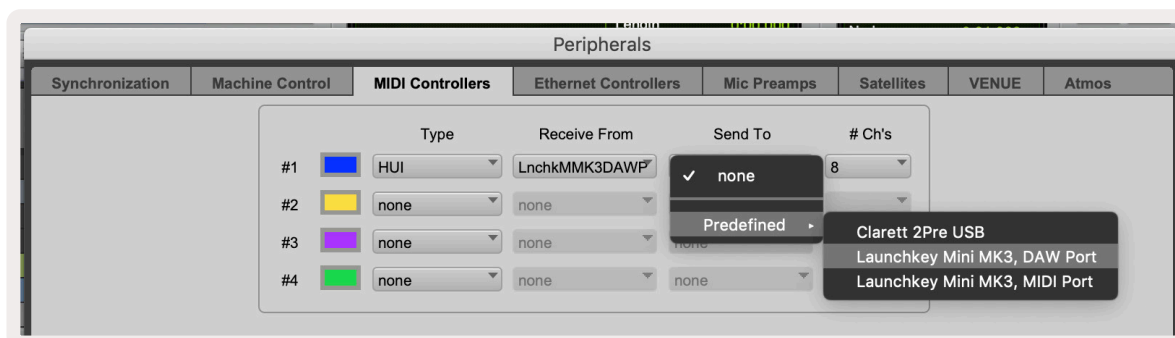 Length
Peripherals
Synchronization Machine Control MIDI Controllers Ethernet Controllers Mic Preamps Satellites VENUE Atmos
Type Receive From Send To # Ch's
#1 HUI LnchkMMK3DAWP ✓ none 8
#2 none none
Predefined
#3 none none none
#4 none none none
Clarett 2Pre USB
Launchkey Mini MK3, DAW Port
Launchkey Mini MK3, MIDI Port